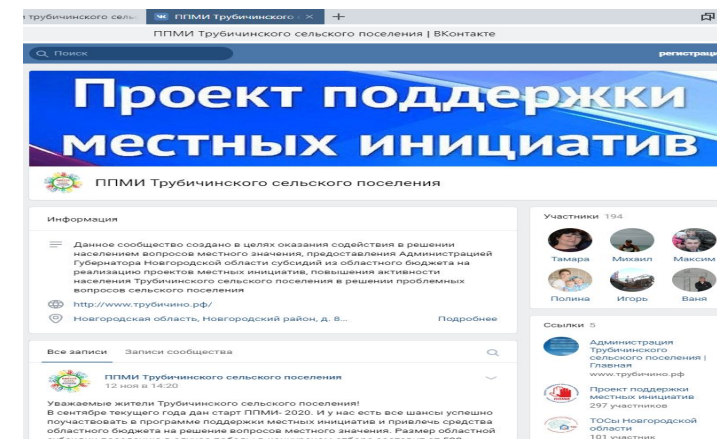 трубичинского сель
ППМИ Трубичинского
ППМИ Трубичинского сельского поселения | ВКонтакте
Поиск
регистраци
Проект поддержки
местных инициатив
ППМИ Трубичинского сельского поселения
Информация
Данное сообщество создано в целях оказания содействия в решении
населением вопросов местного значения, предоставления Администрацией
Губернатора Новгородской области субсидий из областного бюджета на
реализацию проектов местных инициатив, повышения активности
населения Трубичинского сельского поселения в решении проблемных
вопросов сельского поселения
http://www.трубичино.рф/
Новгородская область, Новгородский район, д. 8... Подробнее
Все записи Записи сообщества
ППМИ Трубичинского сельского поселения
12 ноя в 14:20
Уважаемые жители Трубичинского сельского поселения!
В сентябре текущего года дан старт ППМИ- 2020. И у нас есть все шансы успешно
поучаствовать в программе поддержки местных инициатив и привлечь средства
областного бюджета на решение вопросов местного значения. Размер областной
Участники 194
Тамара Михаил Максим
Полина Игорь Ваня
Ссылки 5
Администрация
Трубичинского
сельского поселения |
Главная
www.трубичино.рф
Проект поддержки
местных инициатив
297 участников
ТОСы Новгородской
области
101 участник